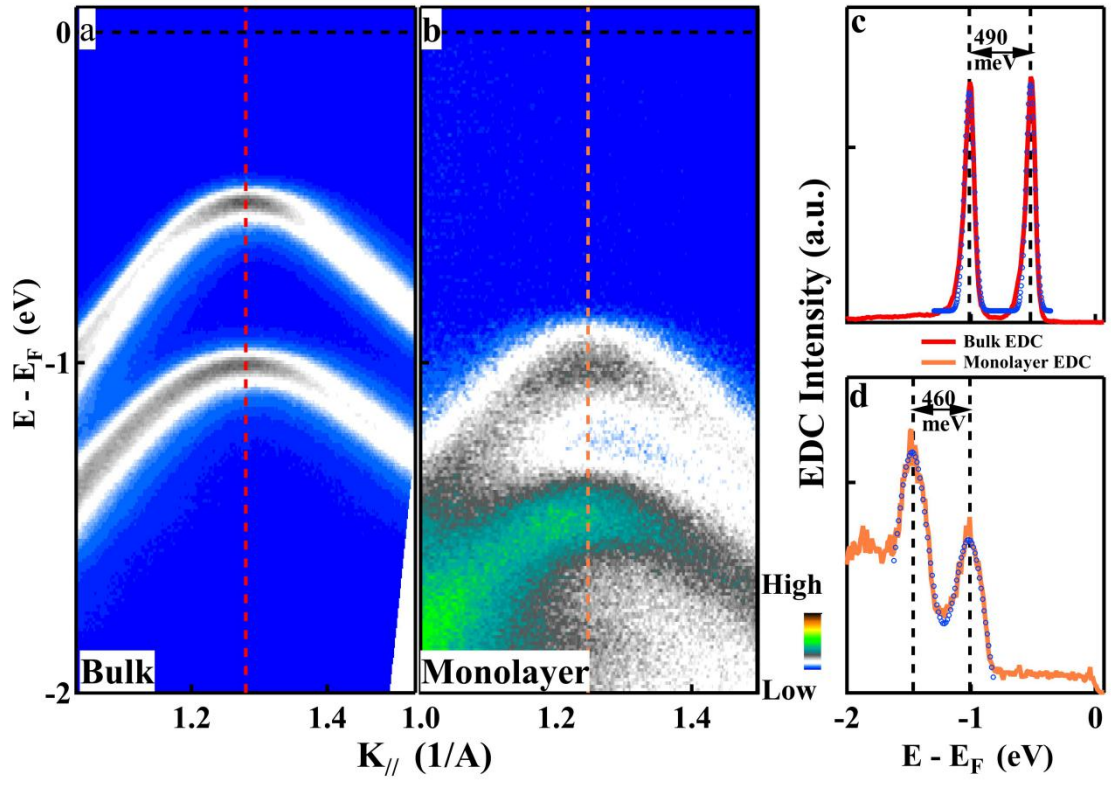 a
b
c
0
-1
-2
E - E_F (eV)
Bulk
Monolayer
1.2
1.4
1.0
1.2
1.4
K_// (1/A)
High
Low
EDC Intensity (a.u.)
490
meV
Bulk EDC
Monolayer EDC
d
460
meV
-2
-1
0
E - E_F (eV)